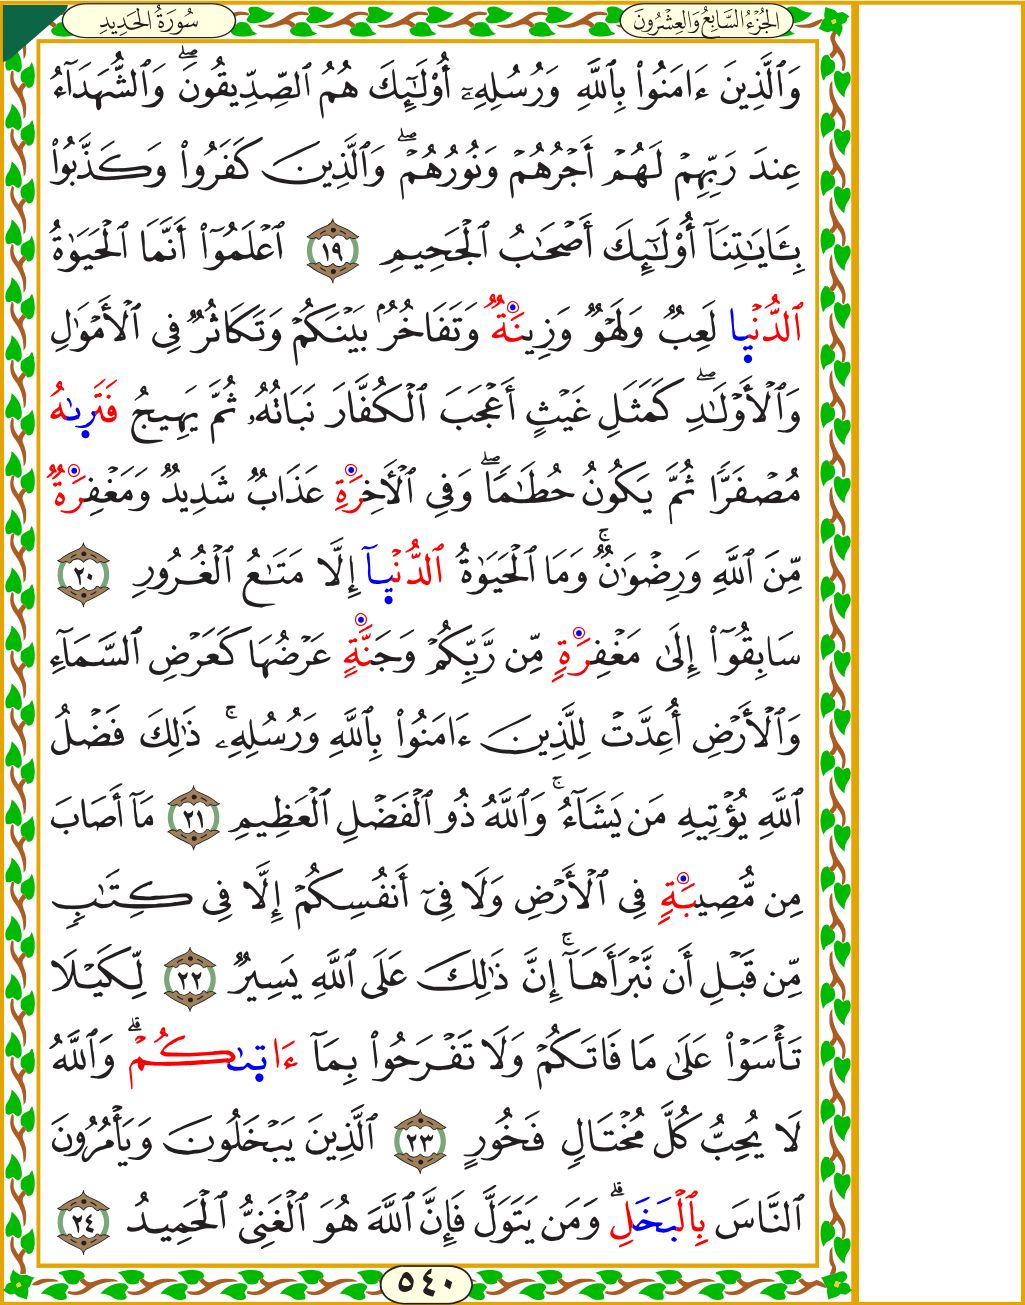 سُورَةُ الحَدِيدِ
الجُزْءُ السَّابِعُ وَالعِشْرُونَ
وَٱلَّذِينَ ءَامَنُوا۟ بِٱللَّهِ وَرُسُلِهِۦٓ أُو۟لَـٰٓئِكَ هُمُ ٱلصِّدِّيقُونَ ۖ وَٱلشُّهَدَآءُ
عِندَ رَبِّهِمْ لَهُمْ أَجْرُهُمْ وَنُورُهُمْ ۖ وَٱلَّذِينَ كَفَرُوا۟ وَكَذَّبُوا۟
بِـَٔايَـٰتِنَآ أُو۟لَـٰٓئِكَ أَصْحَـٰبُ ٱلْجَحِيمِ ١٩ ٱعْلَمُوٓا۟ أَنَّمَا ٱلْحَيَوٰةُ
ٱلدُّنْيا لَعِبٌ وَلَهْوٌ وَزِينَةٌ وَتَفَاخُرٌۢ بَيْنَكُمْ وَتَكَاثُرٌ فِى ٱلْأَمْوَٰلِ
وَٱلْأَوْلَـٰدِ ۖ كَمَثَلِ غَيْثٍ أَعْجَبَ ٱلْكُفَّارَ نَبَاتُهُۥ ثُمَّ يَهِيجُ فَتَرىٰهُ
مُصْفَرًّا ثُمَّ يَكُونُ حُطَـٰمًا ۖ وَفِى ٱلْأَخِرَةِ عَذَابٌ شَدِيدٌ وَمَغْفِرَةٌ
مِّنَ ٱللَّهِ وَرِضْوَٰنٌ ۚ وَمَا ٱلْحَيَوٰةُ ٱلدُّنْيآ إِلَّا مَتَـٰعُ ٱلْغُرُورِ ٢٠
سَابِقُوٓا۟ إِلَىٰ مَغْفِرَةٍ مِّن رَّبِّكُمْ وَجَنَّةٍ عَرْضُهَا كَعَرْضِ ٱلسَّمَآءِ
وَٱلْأَرْضِ أُعِدَّتْ لِلَّذِينَ ءَامَنُوا۟ بِٱللَّهِ وَرُسُلِهِۦ ۚ ذَٰلِكَ فَضْلُ
ٱللَّهِ يُؤْتِيهِ مَن يَشَآءُ ۚ وَٱللَّهُ ذُو ٱلْفَضْلِ ٱلْعَظِيمِ ٢١ مَآ أَصَابَ
مِن مُّصِيبَةٍ فِى ٱلْأَرْضِ وَلَا فِىٓ أَنفُسِكُمْ إِلَّا فِى كِتَـٰبٍ
مِّن قَبْلِ أَن نَّبْرَأَهَآ ۚ إِنَّ ذَٰلِكَ عَلَى ٱللَّهِ يَسِيرٌ ٢٢ لِّكَيْلَا
تَأْسَوْا۟ عَلَىٰ مَا فَاتَكُمْ وَلَا تَفْرَحُوا۟ بِمَآ ءَاتىٰكُمْ ۗ وَٱللَّهُ
لَا يُحِبُّ كُلَّ مُخْتَالٍ فَخُورٍ ٢٣ ٱلَّذِينَ يَبْخَلُونَ وَيَأْمُرُونَ
ٱلنَّاسَ بِٱلْبَخَلِ ۗ وَمَن يَتَوَلَّ فَإِنَّ ٱللَّهَ هُوَ ٱلْغَنِىُّ ٱلْحَمِيدُ ٢٤
٥٤٠